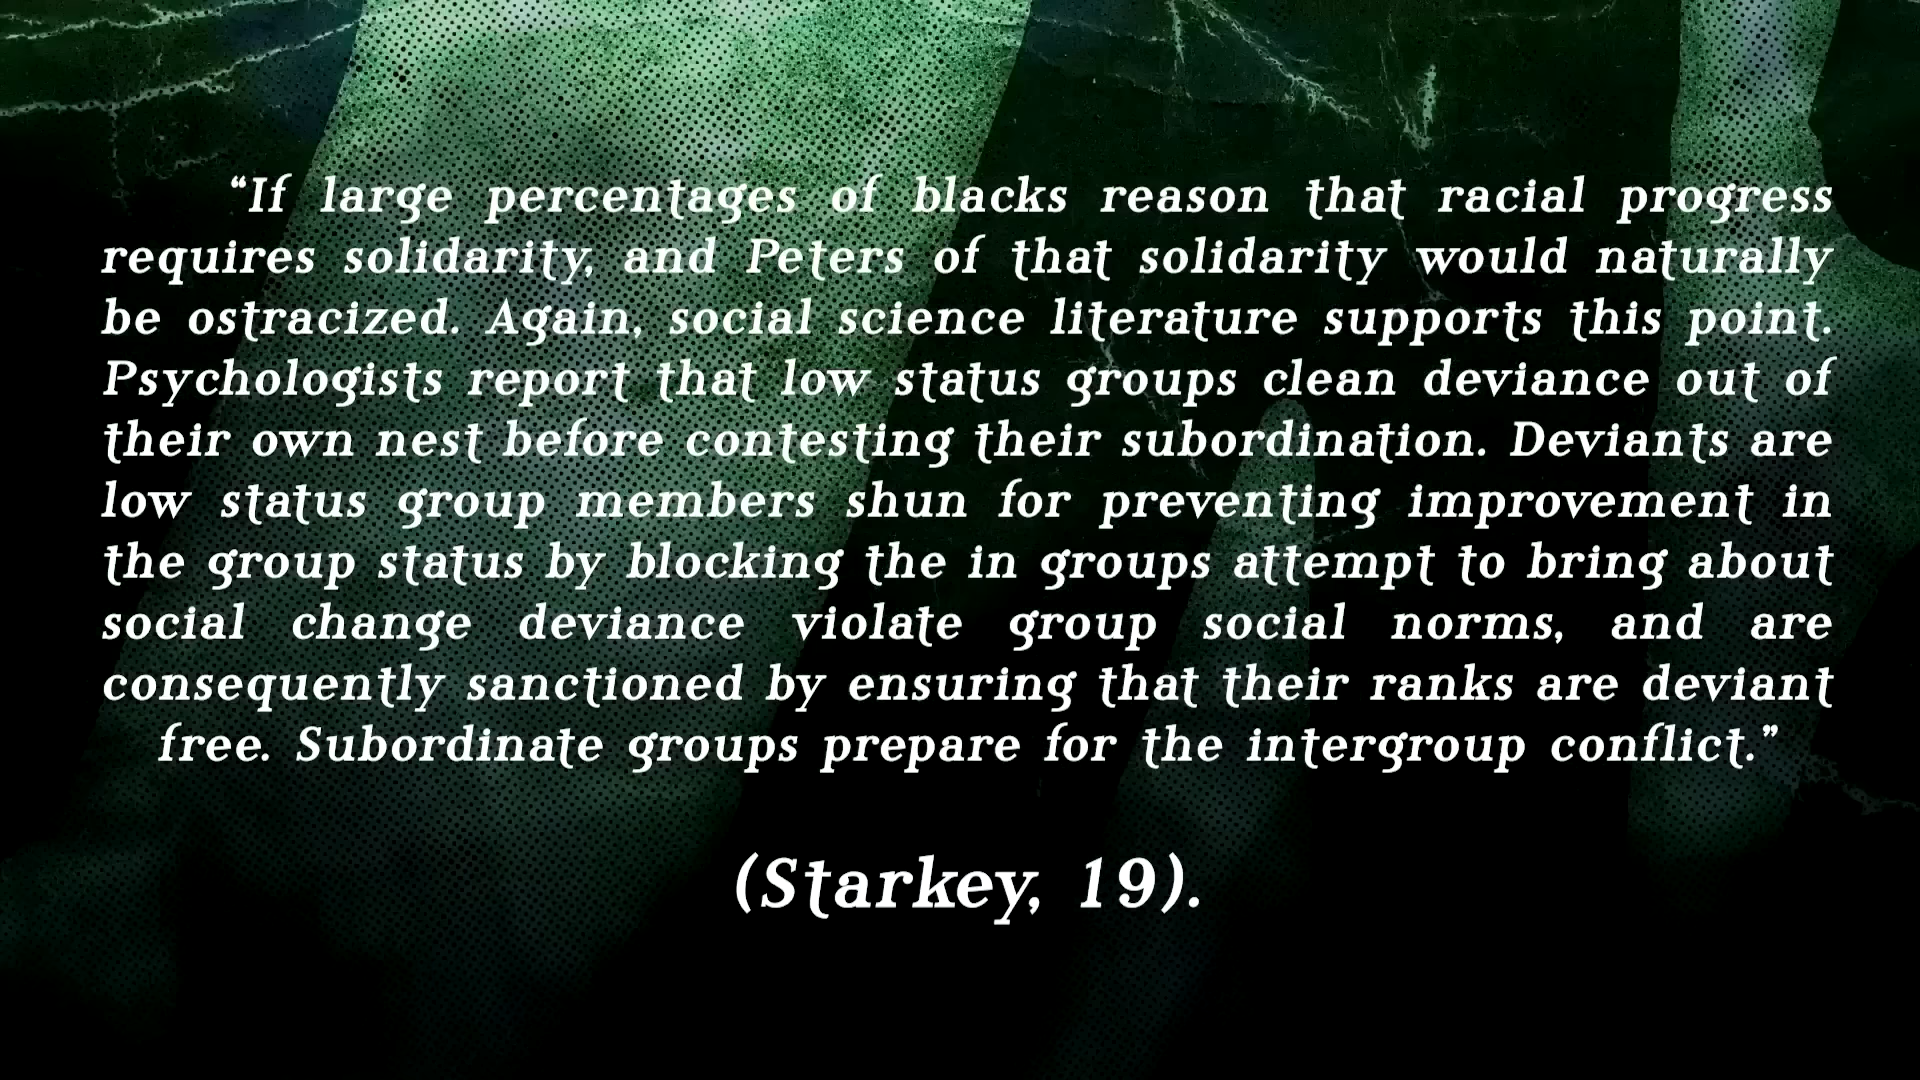 “If large percentages of blacks reason that racial progress
requires solidarity, and Peters of that solidarity would naturally
be ostracized. Again, social science literature supports this point.
Psychologists report that low status groups clean deviance out of
their own nest before contesting their subordination. Deviants are
low status group members shun for preventing improvement in
the group status by blocking the in groups attempt to bring about
social change deviance violate group social norms, and are
consequently sanctioned by ensuring that their ranks are deviant
free. Subordinate groups prepare for the intergroup conflict.”
(Starkey, 19).